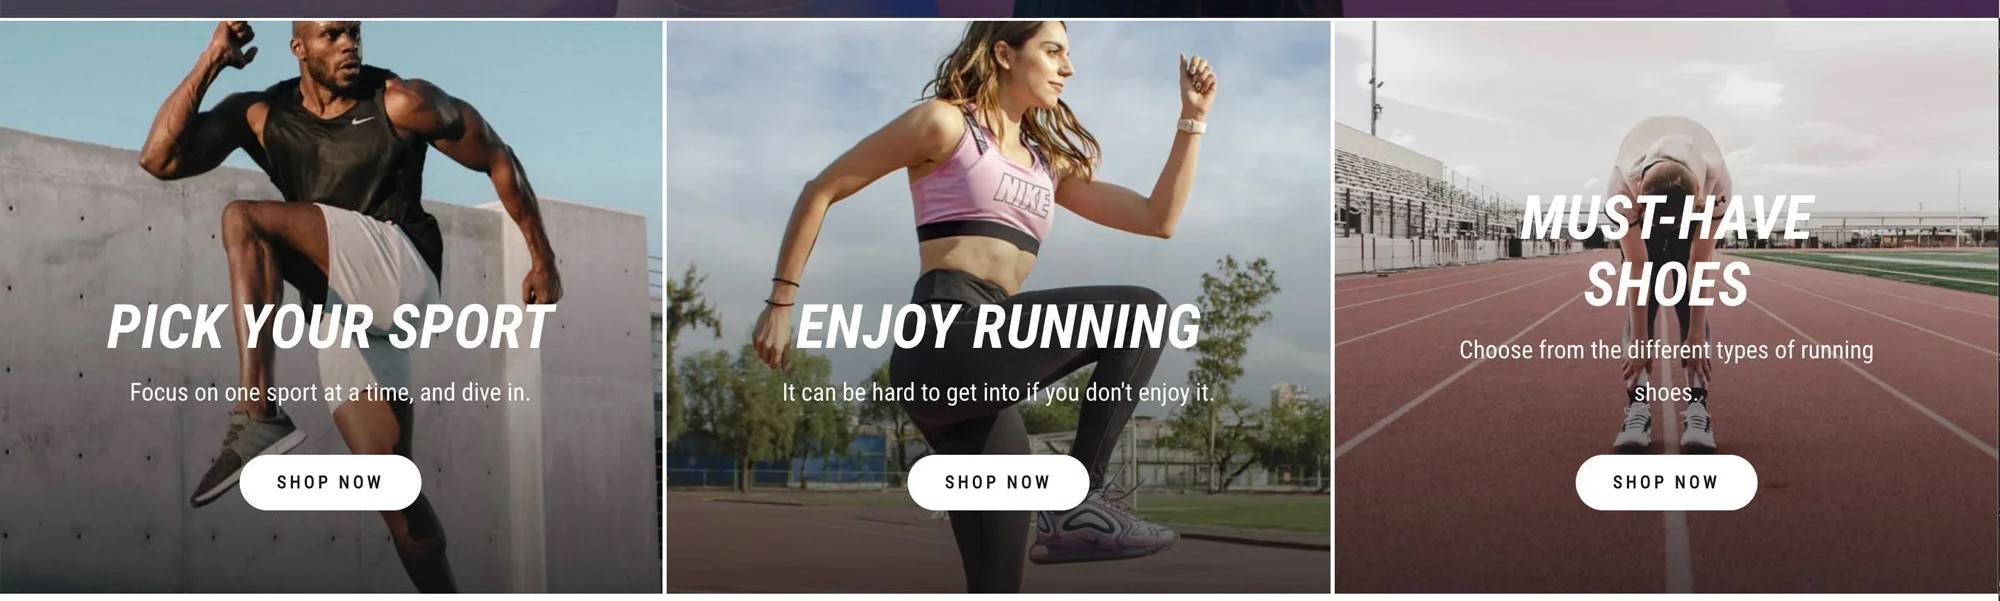 PICK YOUR SPORT
Focus on one sport at a time, and dive in.
SHOP NOW
NIKE
ENJOY RUNNING
It can be hard to get into if you don't enjoy it.
SHOP NOW
MUST-HAVE
SHOES
Choose from the different types of running
shoes.
SHOP NOW